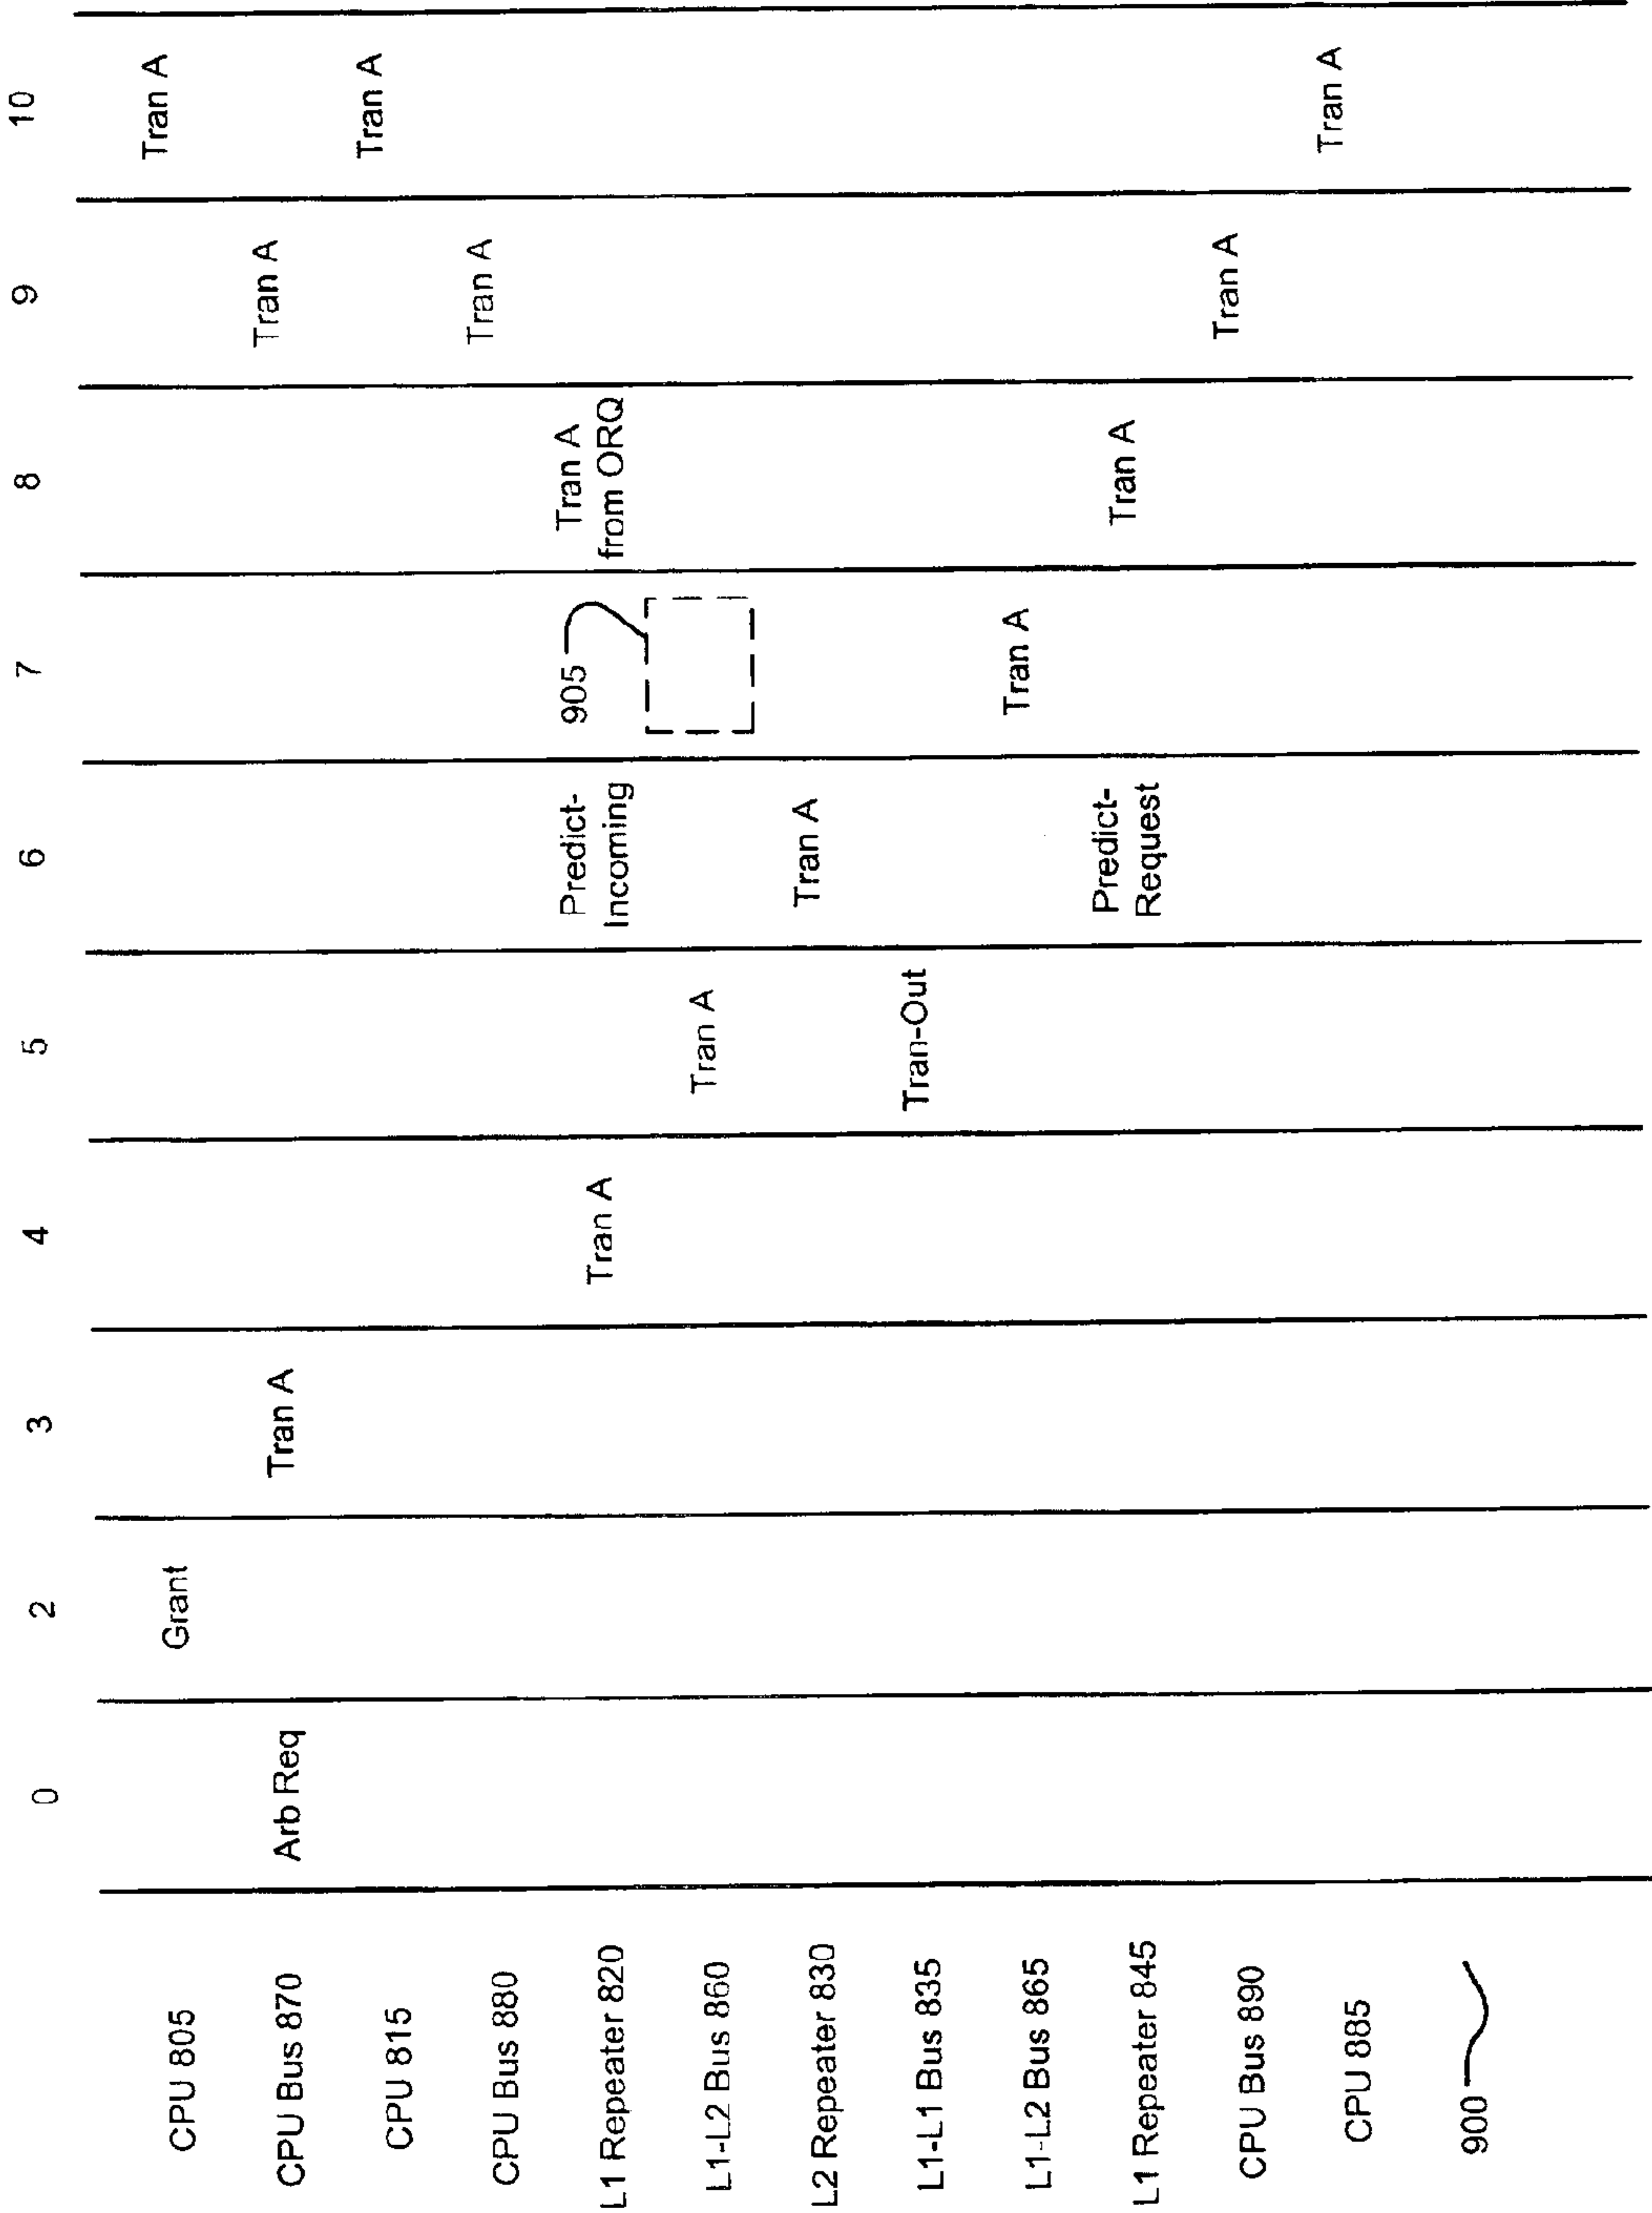 0 2 3 4 5 6 7 8 9 10
CPU 805 Grant Tran A
CPU Bus 870 Arb Req Tran A Tran A
CPU 815 Tran A
CPU Bus 880 Tran A
L1 Repeater 820 Tran A Predict- 905 Tran A
Incoming from ORQ
L1-L2 Bus 860 Tran A
L2 Repeater 830 Tran A
L1-L1 Bus 835 Tran-Out
L1-L2 Bus 865 Tran A
L1 Repeater 845 Predict- Tran A
Request
CPU Bus 890 Tran A
CPU 885 Tran A
900